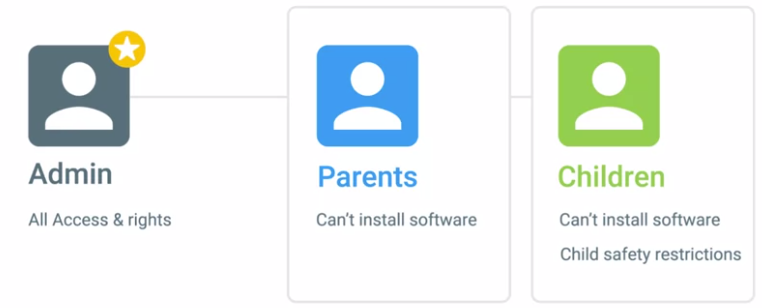 Admin
All Access & rights
Parents
Can't install software
Children
Can't install software
Child safety restrictions